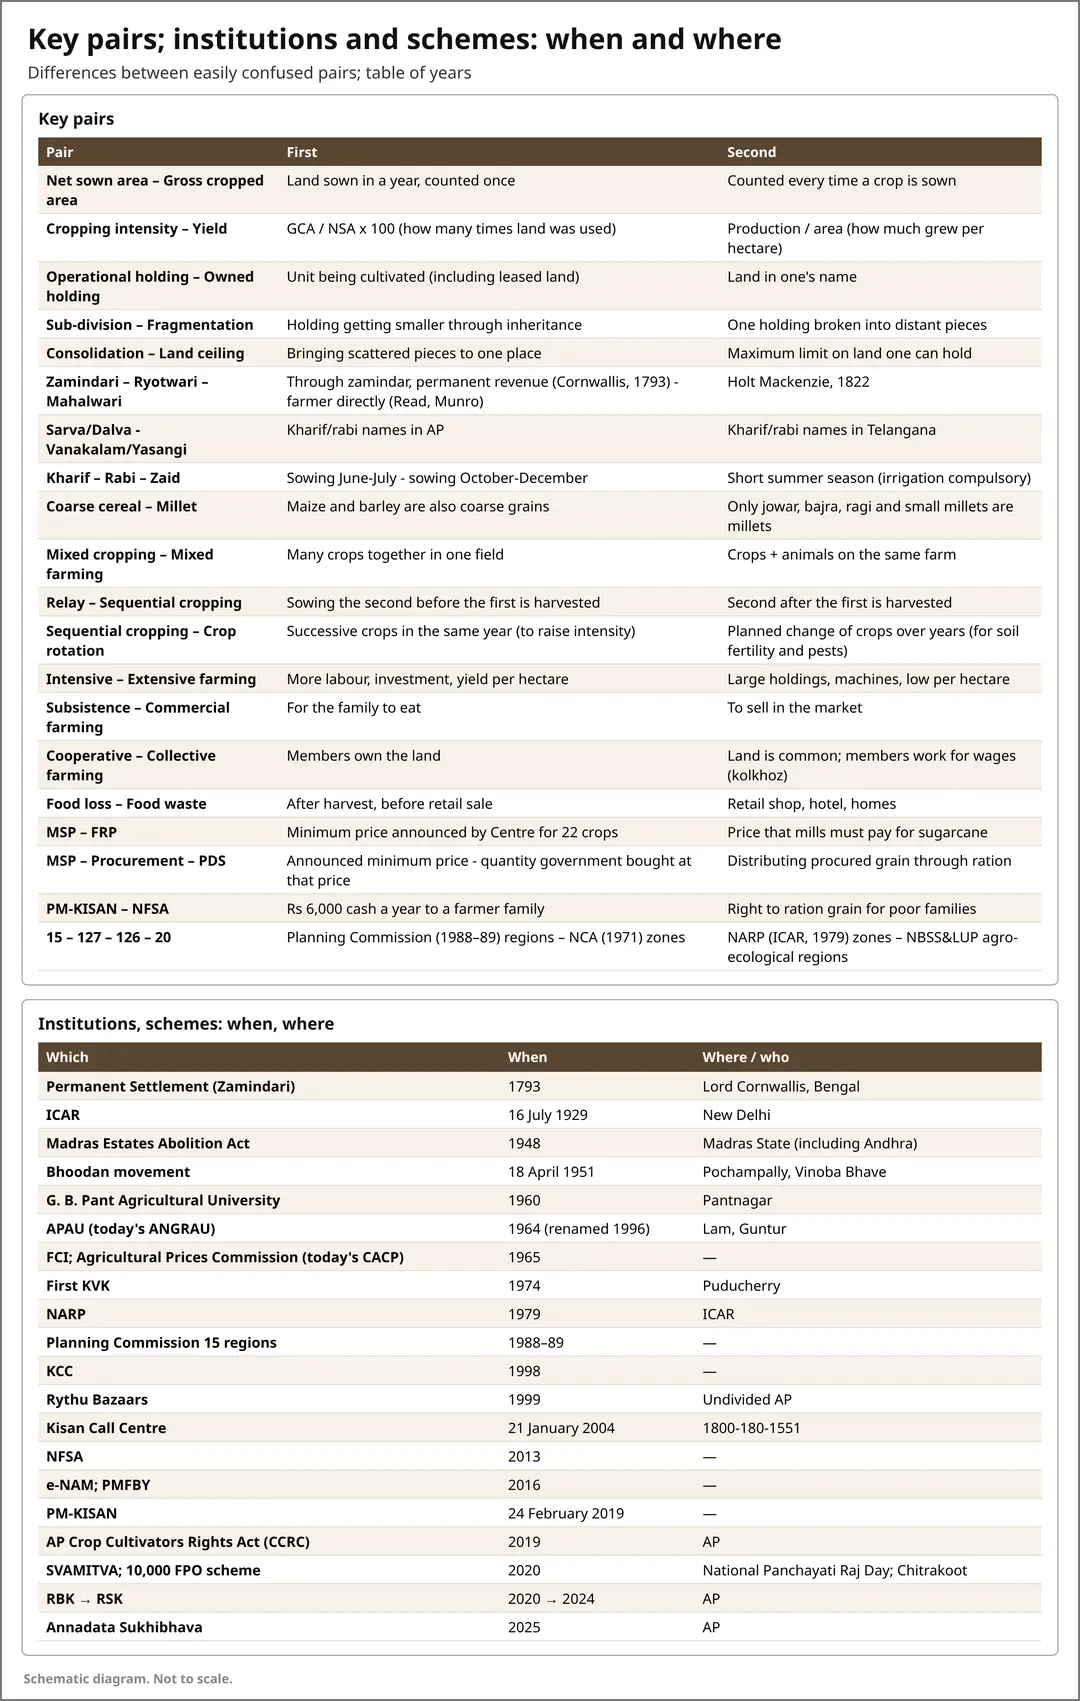 Key pairs; institutions and schemes: when and where
Differences between easily confused pairs; table of years
Key pairs
Pair First Second
Net sown area – Gross cropped Land sown in a year, counted once Counted every time a crop is sown
area
Cropping intensity – Yield GCA / NSA x 100 (how many times land was used) Production / area (how much grew per
hectare)
Operational holding – Owned Unit being cultivated (including leased land) Land in one's name
holding
Sub-division – Fragmentation Holding getting smaller through inheritance One holding broken into distant pieces
Consolidation – Land ceiling Bringing scattered pieces to one place Maximum limit on land one can hold
Zamindari – Ryotwari – Through zamindar, permanent revenue (Cornwallis, 1793) - Holt Mackenzie, 1822
Mahalwari farmer directly (Read, Munro)
Sarva/Dalva - Kharif/rabi names in AP Kharif/rabi names in Telangana
Vanakalam/Yasangi
Kharif – Rabi – Zaid Sowing June-July - sowing October-December Short summer season (irrigation compulsory)
Coarse cereal – Millet Maize and barley are also coarse grains Only jowar, bajra, ragi and small millets are
millets
Mixed cropping – Mixed Many crops together in one field Crops + animals on the same farm
farming
Relay – Sequential cropping Sowing the second before the first is harvested Second after the first is harvested
Sequential cropping – Crop Successive crops in the same year (to raise intensity) Planned change of crops over years (for soil
rotation fertility and pests)
Intensive – Extensive farming More labour, investment, yield per hectare Large holdings, machines, low per hectare
Subsistence – Commercial For the family to eat To sell in the market
farming
Cooperative – Collective Members own the land Land is common; members work for wages
farming (kolkhoz)
Food loss – Food waste After harvest, before retail sale Retail shop, hotel, homes
MSP – FRP Minimum price announced by Centre for 22 crops Price that mills must pay for sugarcane
MSP – Procurement – PDS Announced minimum price - quantity government bought at Distributing procured grain through ration
that price
PM-KISAN – NFSA Rs 6,000 cash a year to a farmer family Right to ration grain for poor families
15 – 127 – 126 – 20 Planning Commission (1988–89) regions – NCA (1971) zones NARP (ICAR, 1979) zones – NBSS&LUP agro-
ecological regions
Institutions, schemes: when, where
Which When Where / who
Permanent Settlement (Zamindari) 1793 Lord Cornwallis, Bengal
ICAR 16 July 1929 New Delhi
Madras Estates Abolition Act 1948 Madras State (including Andhra)
Bhoodan movement 18 April 1951 Pochampally, Vinoba Bhave
G. B. Pant Agricultural University 1960 Pantnagar
APAU (today's ANGRAU) 1964 (renamed 1996) Lam, Guntur
FCI; Agricultural Prices Commission (today's CACP) 1965 —
First KVK 1974 Puducherry
NARP 1979 ICAR
Planning Commission 15 regions 1988–89 —
KCC 1998 —
Rythu Bazaars 1999 Undivided AP
Kisan Call Centre 21 January 2004 1800-180-1551
NFSA 2013 —
e-NAM; PMFBY 2016 —
PM-KISAN 24 February 2019 —
AP Crop Cultivators Rights Act (CCRC) 2019 AP
SVAMITVA; 10,000 FPO scheme 2020 National Panchayati Raj Day; Chitrakoot
RBK → RSK 2020 → 2024 AP
Annadata Sukhibhava 2025 AP
Schematic diagram. Not to scale.